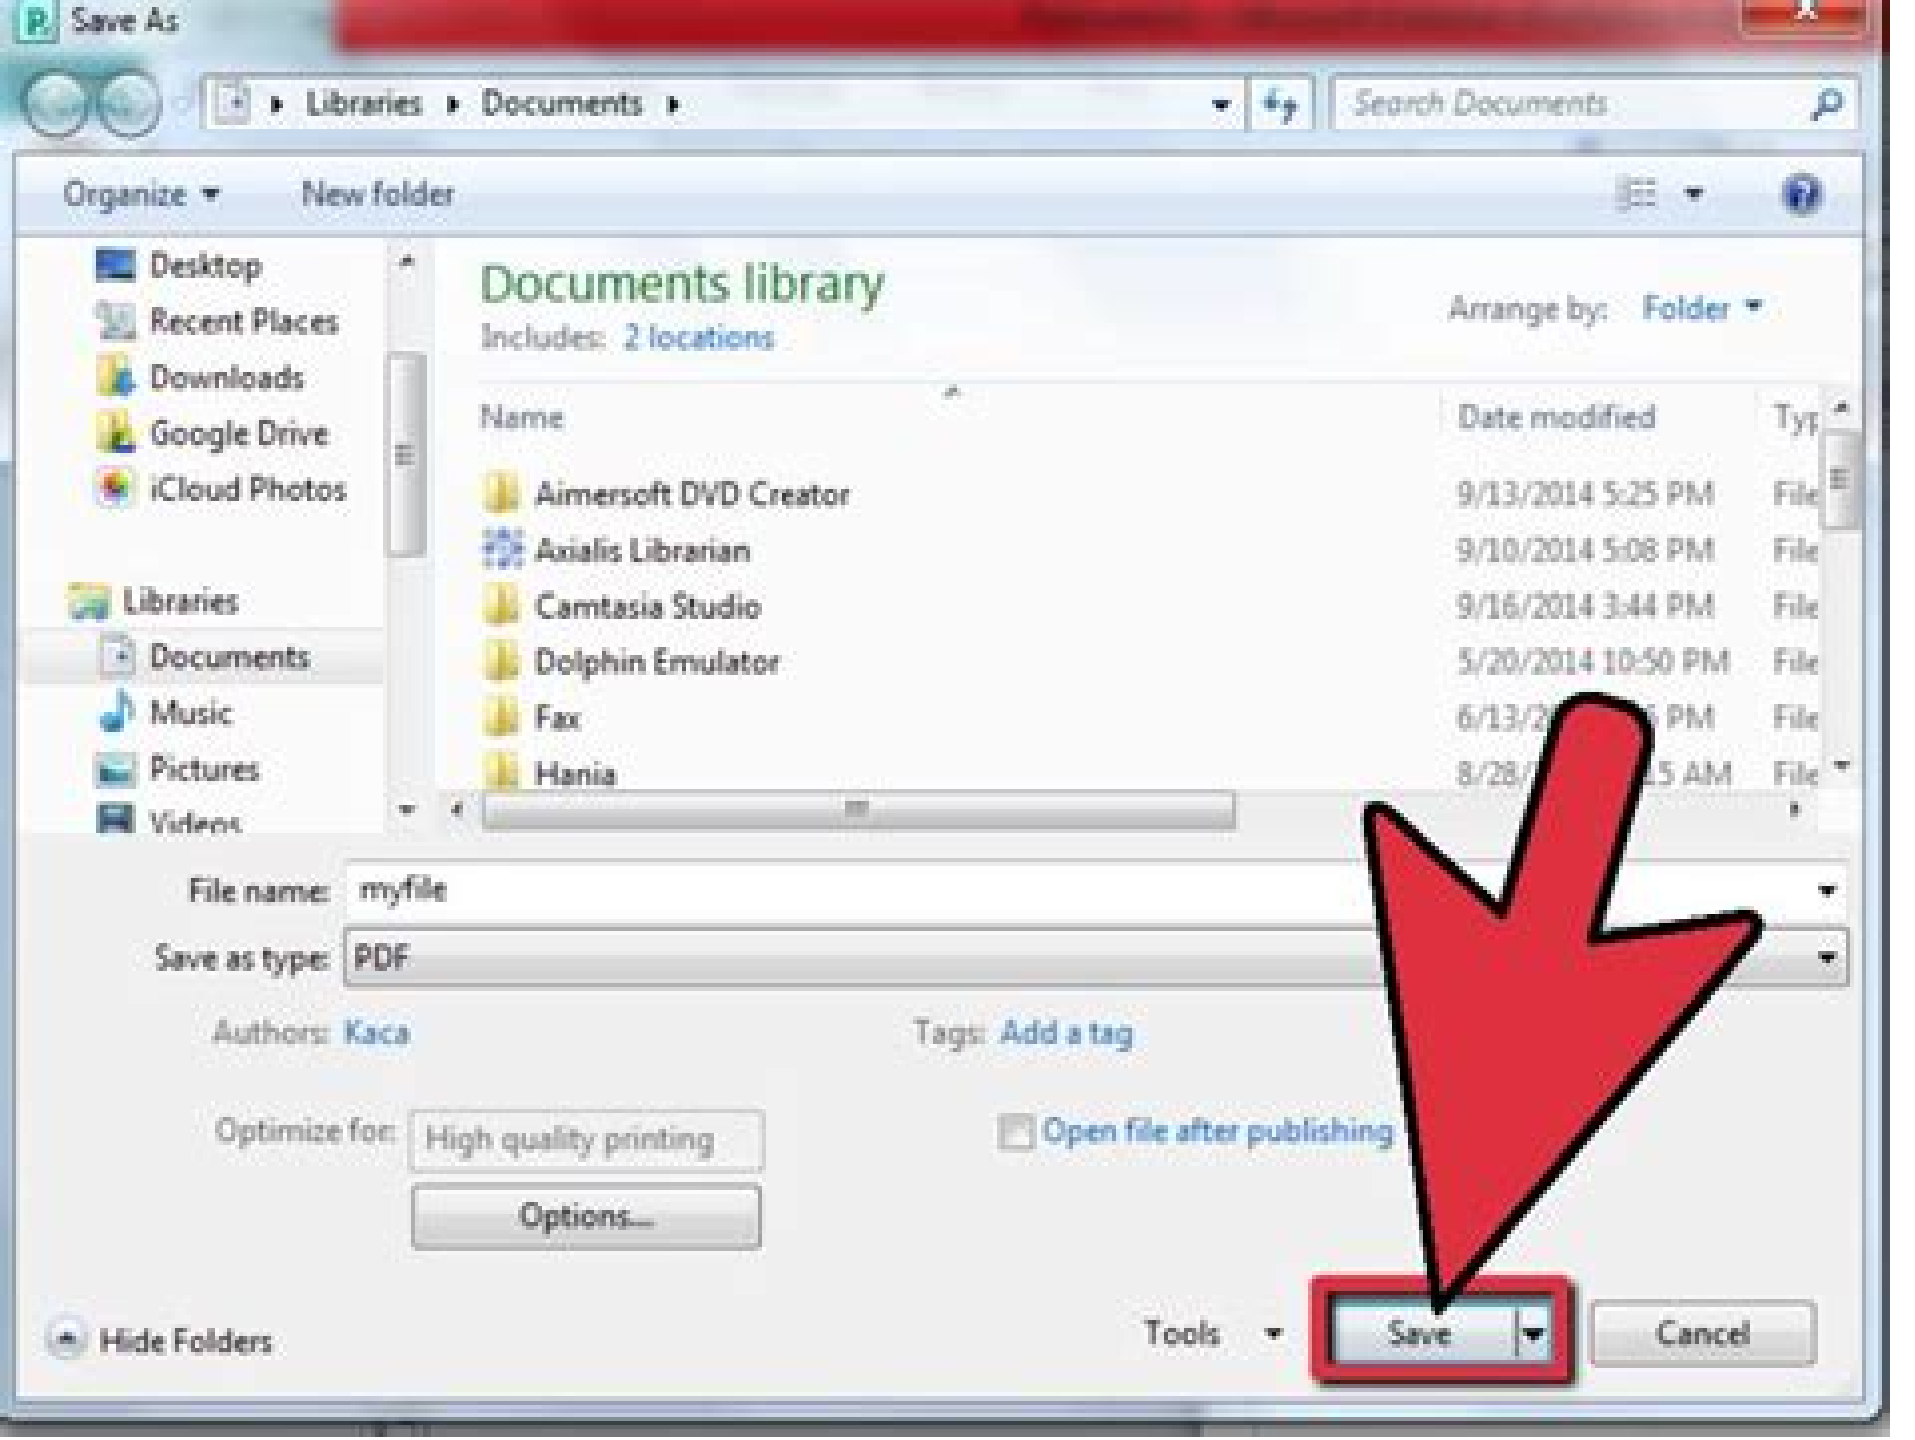 Save As
Libraries Documents
Search Documents
Organize New folder
Desktop
Recent Places
Downloads
Google Drive
iCloud Photos
Libraries
Documents
Music
Pictures
Videos
Documents library
Includes: 2 locations
Arrange by: Folder
Name Date modified
Aimersoft DVD Creator 9/13/2014 5:25 PM File
Axialis Librarian 9/10/2014 5:08 PM File
Camtasia Studio 9/16/2014 3:44 PM File
Dolphin Emulator 5/20/2014 10:50 PM File
Fax PM File
Hania AM File
File name: myfile
Save as type: PDF
Authors: Kaca Tags: Add a tag
Optimize for: High quality printing
Open file after publishing
Options...
Hide Folders Tools Save Cancel